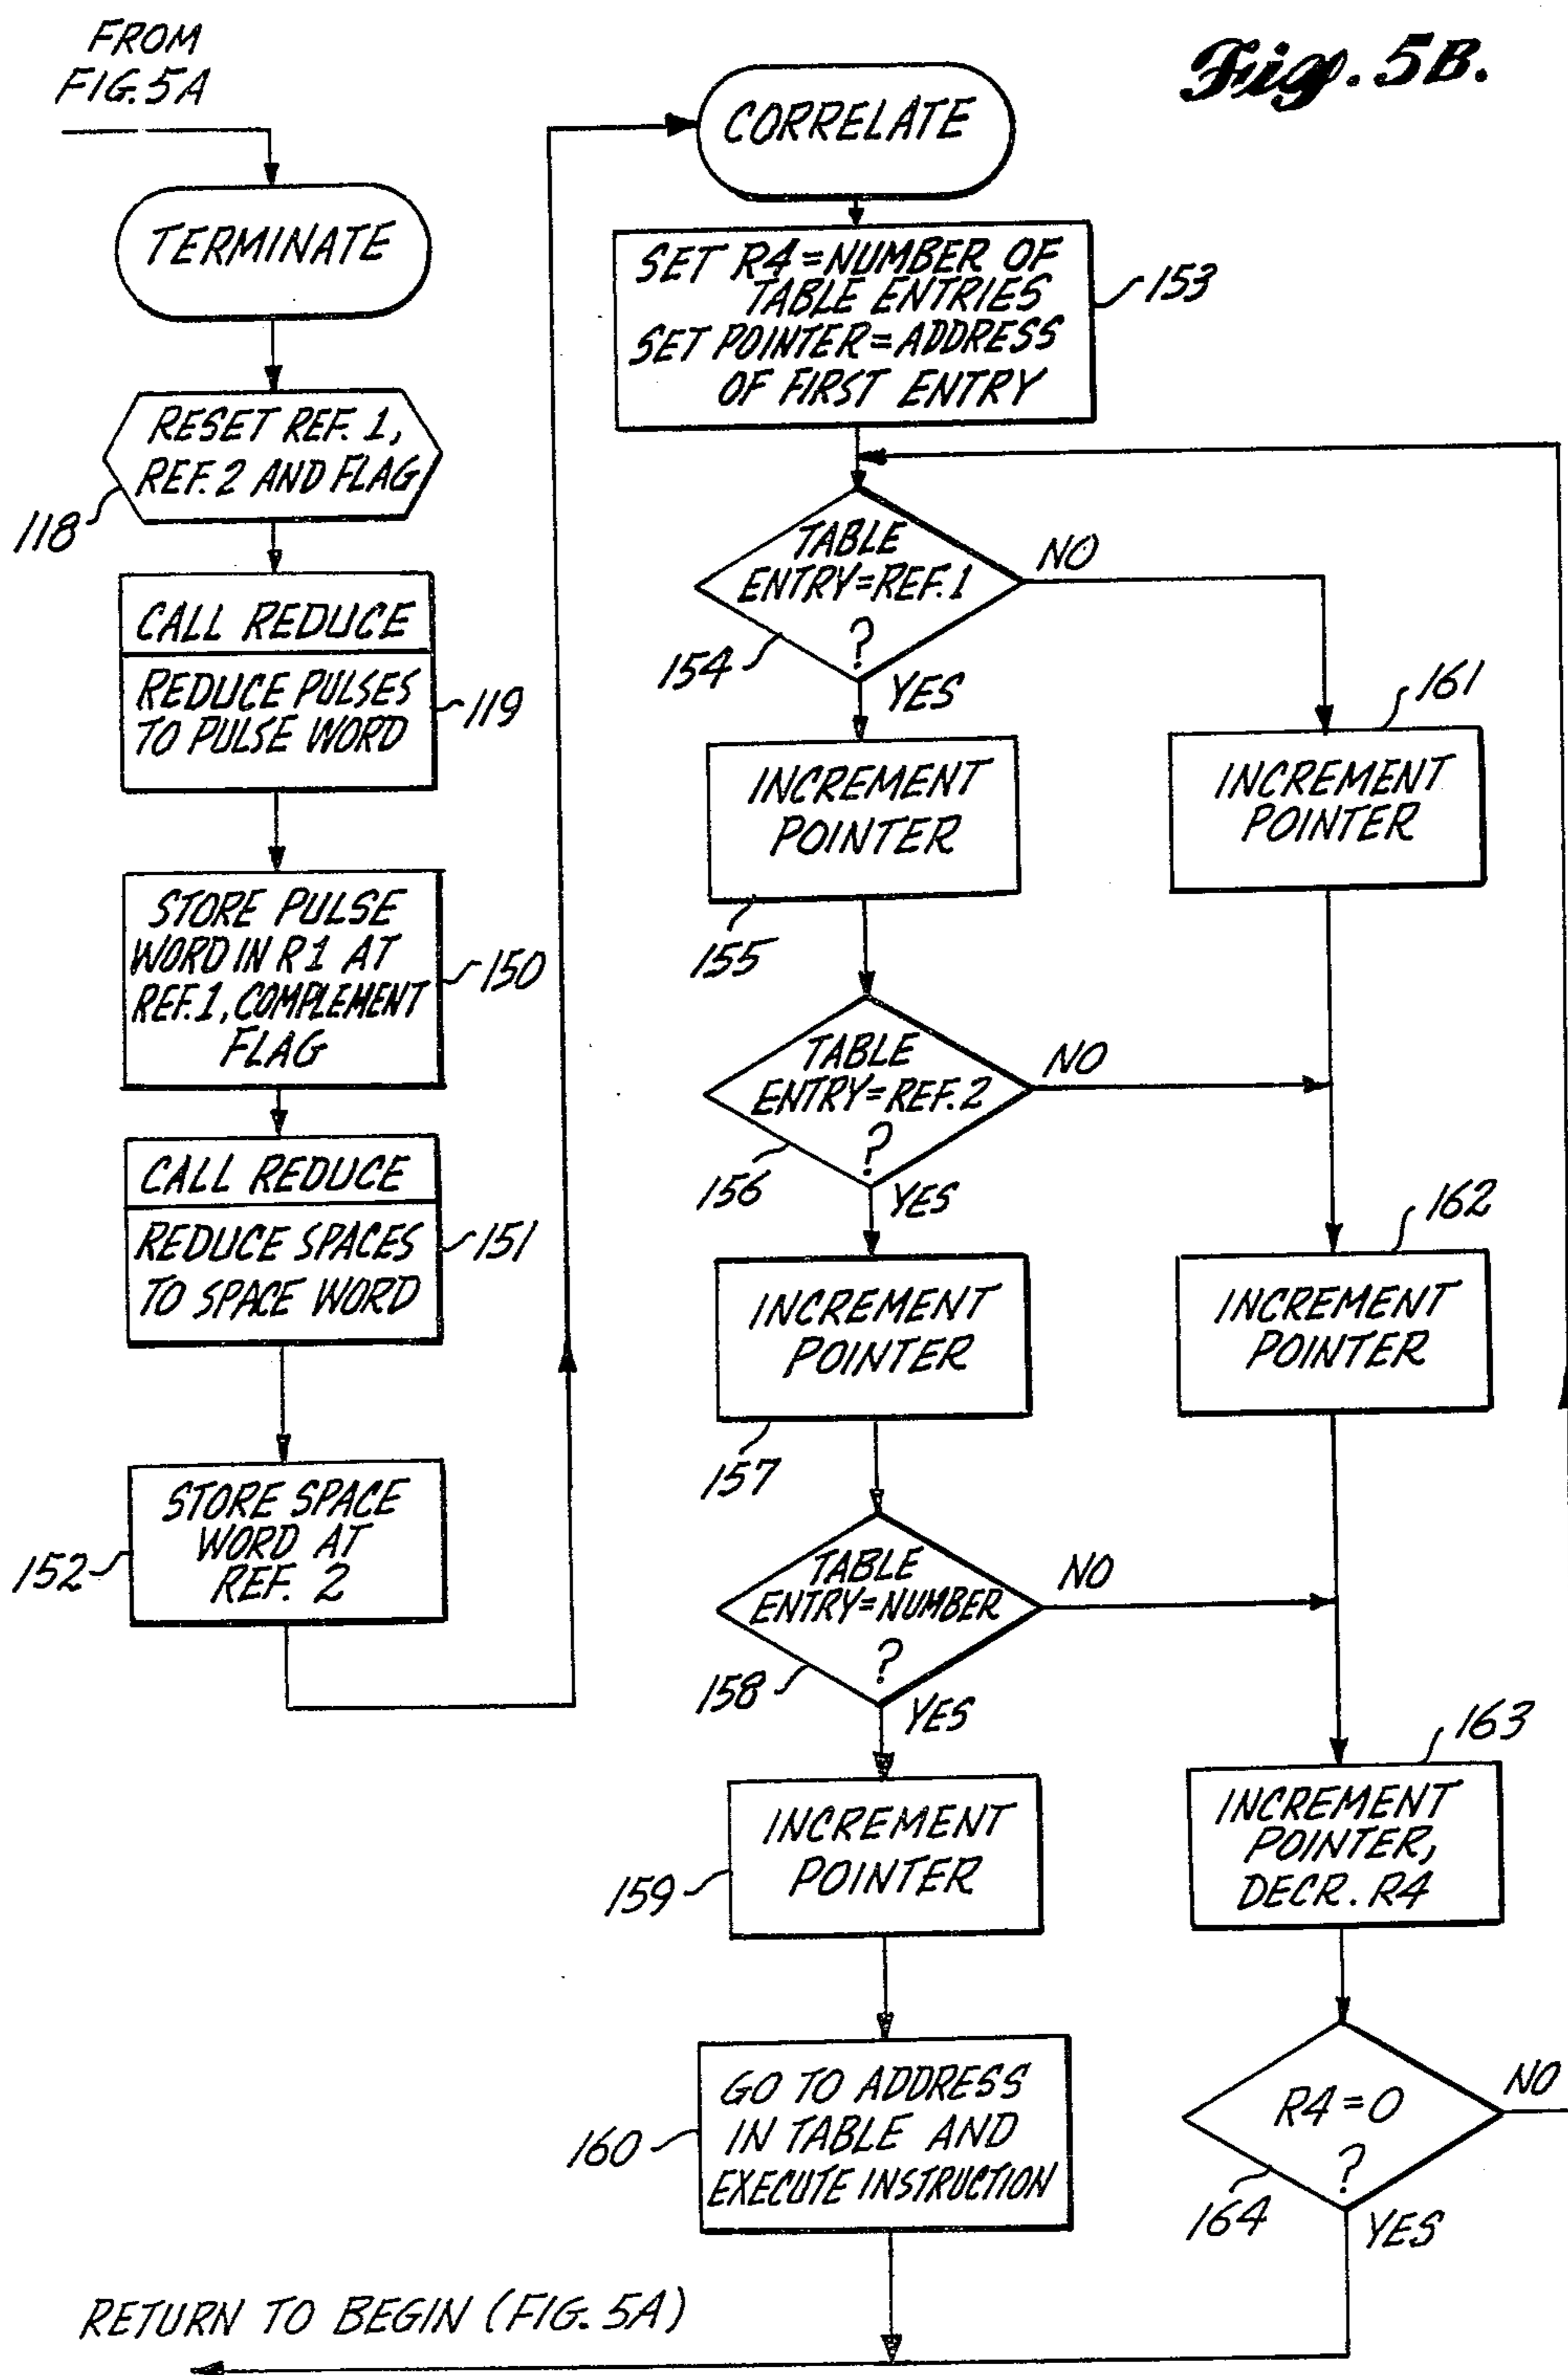 Fig. 5B.
FROM
FIG. 5A
TERMINATE
RESET REF. 1,
REF. 2 AND FLAG
118
CALL REDUCE
REDUCE PULSES
TO PULSE WORD
119
STORE PULSE
WORD IN R1 AT
REF. 1, COMPLEMENT
FLAG
150
CALL REDUCE
REDUCE SPACES
TO SPACE WORD
151
STORE SPACE
WORD AT
REF. 2
152
CORRELATE
SET R4=NUMBER OF
TABLE ENTRIES
SET POINTER=ADDRESS
OF FIRST ENTRY
153
TABLE
ENTRY=REF. 1
?
154
NO
YES
INCREMENT
POINTER
155
TABLE
ENTRY=REF. 2
?
156
NO
YES
INCREMENT
POINTER
157
TABLE
ENTRY=NUMBER
?
158
NO
YES
INCREMENT
POINTER
159
GO TO ADDRESS
IN TABLE AND
EXECUTE INSTRUCTION
160
161
INCREMENT
POINTER
162
INCREMENT
POINTER
163
INCREMENT
POINTER,
DECR. R4
R4=0
?
164
NO
YES
RETURN TO BEGIN (FIG. 5A)